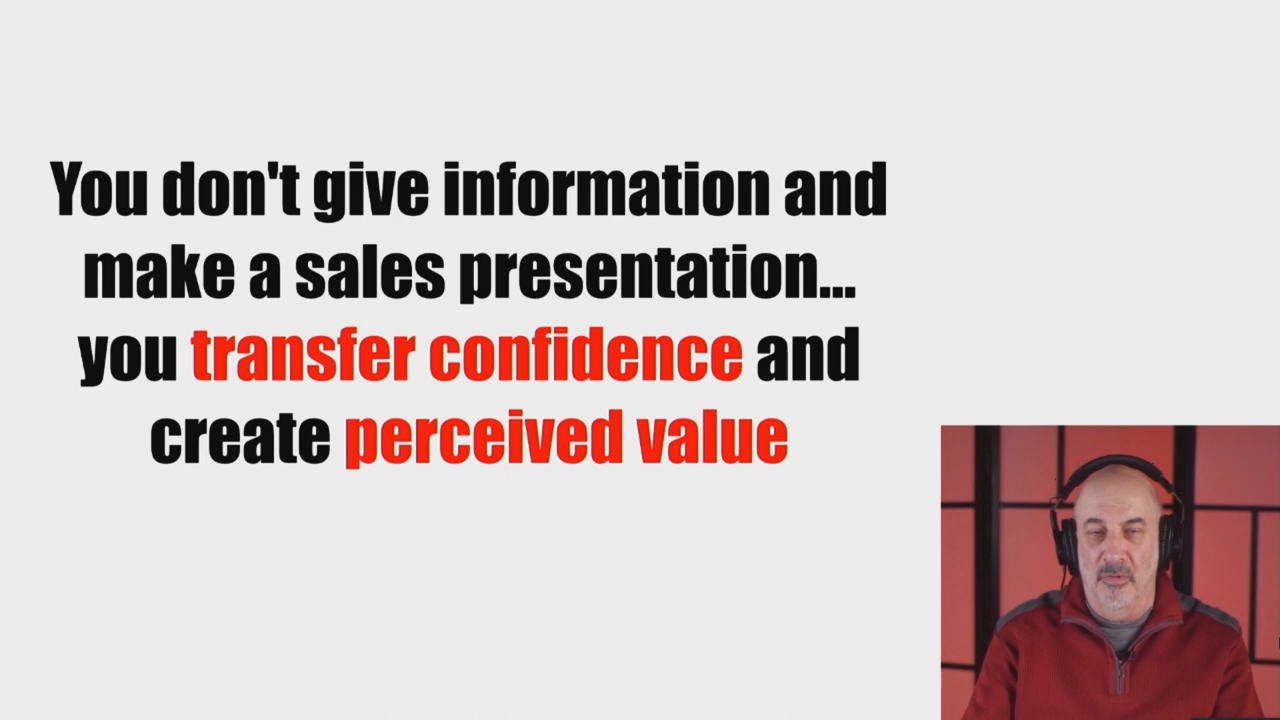 You don't give information and
make a sales presentation...
you transfer confidence and
create perceived value